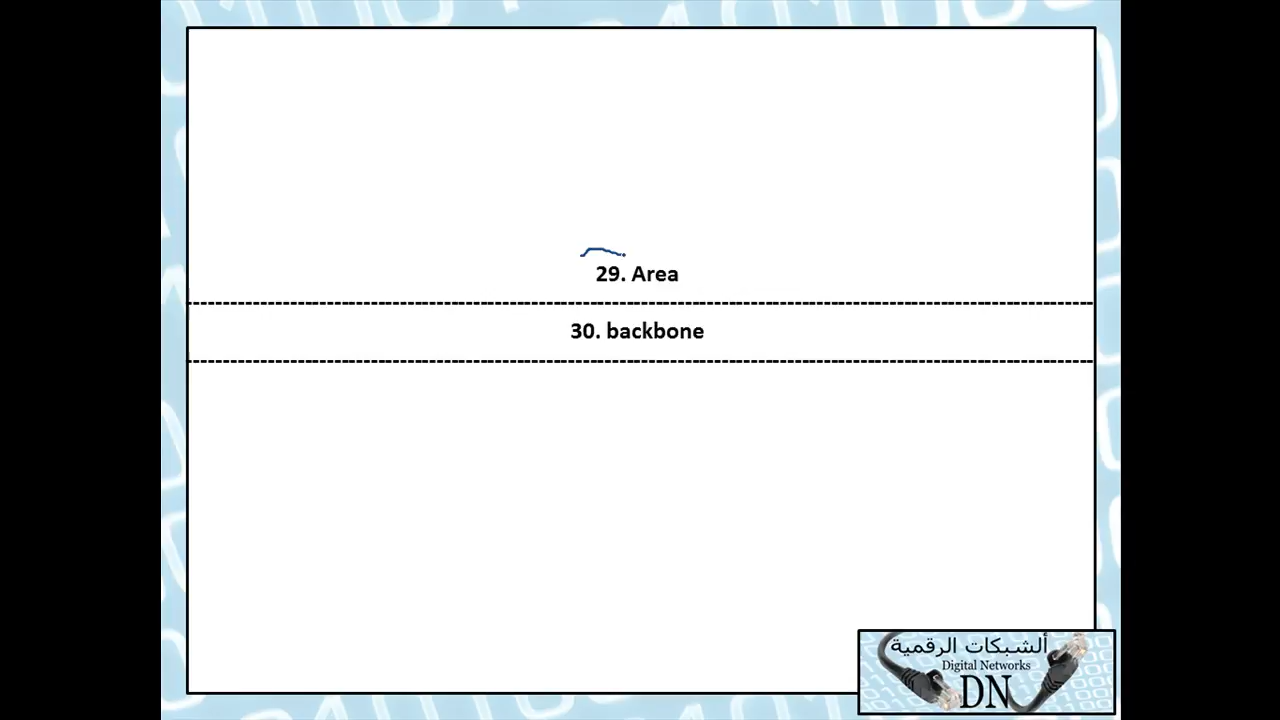 29. Area
30. backbone
ألشبكات الرقمية
Digital Networks
DN